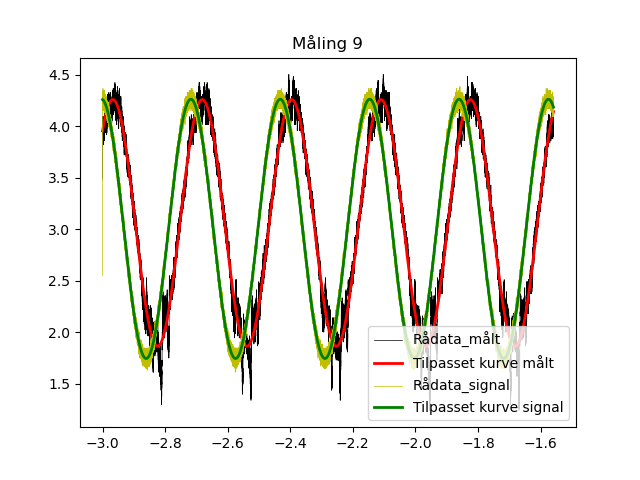 Måling 9
4.5
4.0
3.5
3.0
2.5
2.0
1.5
Rådata_målt
Tilpasset kurve målt
Rådata_signal
Tilpasset kurve signal
−3.0 −2.8 −2.6 −2.4 −2.2 −2.0 −1.8 −1.6